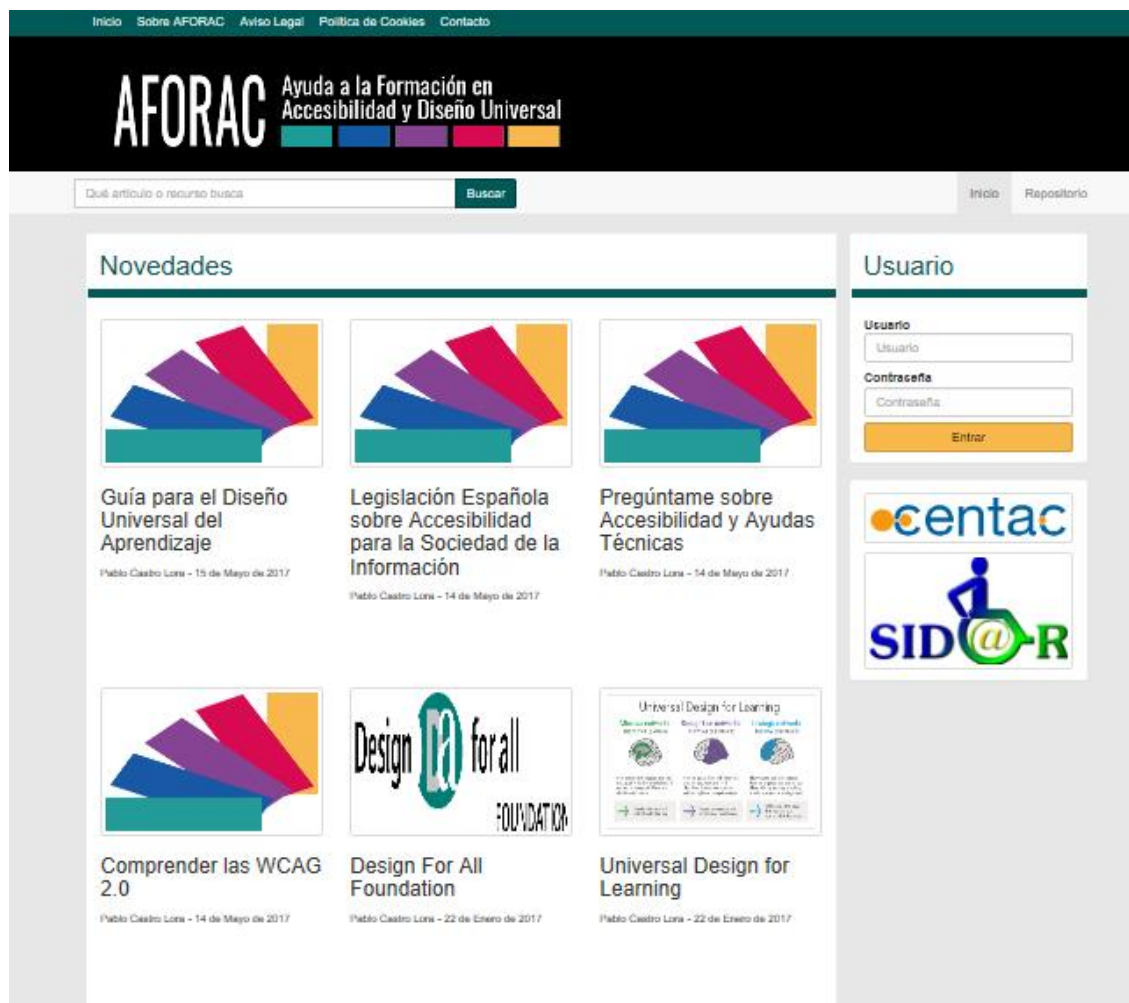 Inicio Sobre AFORAC Aviso Legal Política de Cookies Contacto
AFORAC
Ayuda a la Formación en
Accesibilidad y Diseño Universal
Qué artículo o recurso busca
Buscar
Inicio Repositorio
Novedades
Guía para el Diseño
Universal del
Aprendizaje
Pablo Castro Lora - 15 de Mayo de 2017
Legislación Española
sobre Accesibilidad
para la Sociedad de la
Información
Pablo Castro Lora - 14 de Mayo de 2017
Pregúntame sobre
Accesibilidad y Ayudas
Técnicas
Pablo Castro Lora - 14 de Mayo de 2017
Comprender las WCAG
2.0
Pablo Castro Lora - 14 de Mayo de 2017
Design for all
FOUNDATION
Design For All
Foundation
Pablo Castro Lora - 22 de Enero de 2017
Universal Design for Learning
Universal Design for
Learning
Pablo Castro Lora - 22 de Enero de 2017
Usuario
Usuario
Usuario
Contraseña
Contraseña
Entrar
centac
SID@R